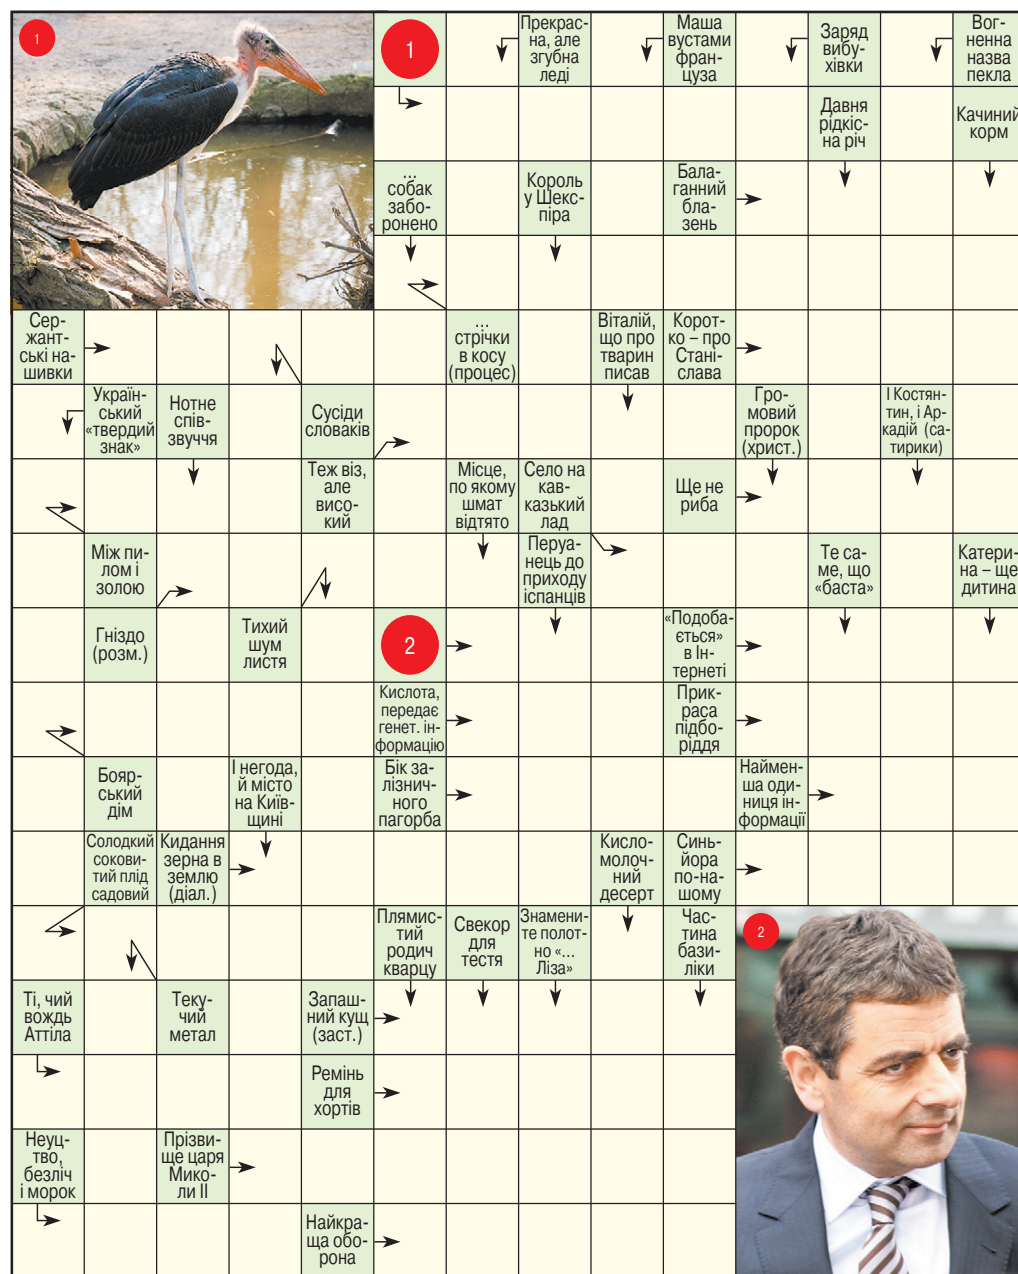 1
1
Прекрас-
на, але
згубна
леді
Маша
вустами
фран-
цуза
Заряд
вибу-
хівки
Вог-
ненна
назва
пекла
Давня
рідкіс-
на річ
Качиний
корм
...
собак
забо-
ронено
Король
у Шекс-
піра
Бала-
ганний
бла-
зень
Сер-
жант-
ські на-
шивки
...
стрічки
в косу
(процес)
Віталій,
що про
тварин
писав
Корот-
ко – про
Стані-
слава
Україн-
ський
«твердий
знак»
Нотне
спів-
звуччя
Сусіди
словаків
Гро-
мовий
пророк
(христ.)
І Костян-
тин, і Ар-
кадій (са-
тирики)
Теж віз,
але
висо-
кий
Місце,
по якому
шмат
відтято
Село на
кав-
казький
лад
Ще не
риба
Між пи-
лом і
золою
Перуа-
нець до
приходу
іспанців
Те са-
ме, що
«баста»
Катери-
на – ще
дитина
Гніздо
(розм.)
Тихий
шум
листя
2
«Подоба-
ється»
в Ін-
тернеті
Кислота,
передає
генет. ін-
формацію
Прик-
раса
підбо-
ріддя
Бояр-
ський
дім
І негода,
й місто
на Київ-
щині
Бік за-
лізнич-
ного
пагорба
Наймен-
ша оди-
ниця ін-
формації
Солодкий
сокови-
тий плід
садовий
Кидання
зерна в
землю
(діал.)
Кисло-
молоч-
ний
десерт
Синь-
йора
по-на-
шому
Плямис-
тий
родич
кварцу
Свекор
для
тестя
Знамени-
те полот-
но «...
Ліза»
Час-
тина
бази-
ліки
2
Ті, чий
вождь
Аттіла
Теку-
чий
метал
Запаш-
ний кущ
(заст.)
Ремінь
для
хортів
Неуц-
тво,
безліч
і морок
Прізви-
ще царя
Мико-
ли ІІ
Найкра-
ща обо-
рона